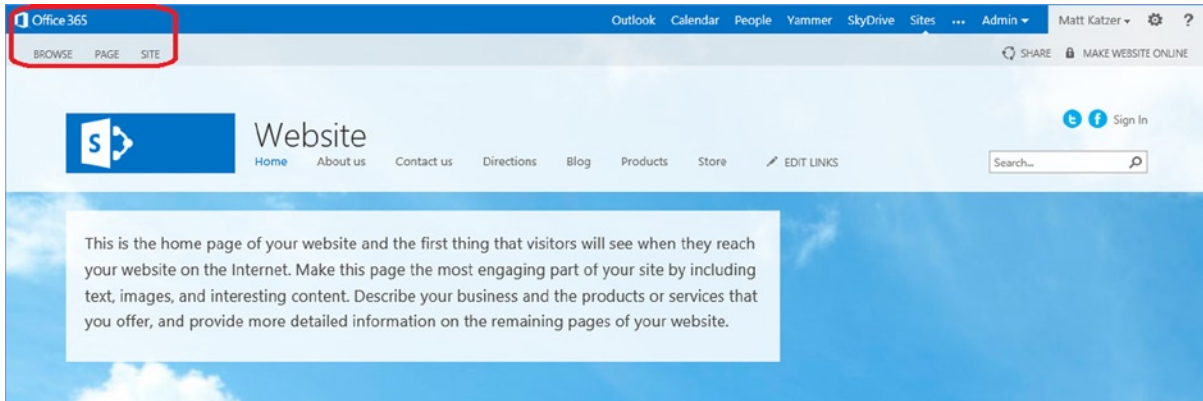 Office 365 Outlook Calendar People Yammer SkyDrive Sites ... Admin Matt Katzer ?
BROWSE PAGE SITE SHARE MAKE WEBSITE ONLINE
Sign In
S
Website
Home About us Contact us Directions Blog Products Store EDIT LINKS Search...
This is the home page of your website and the first thing that visitors will see when they reach
your website on the Internet. Make this page the most engaging part of your site by including
text, images, and interesting content. Describe your business and the products or services that
you offer, and provide more detailed information on the remaining pages of your website.